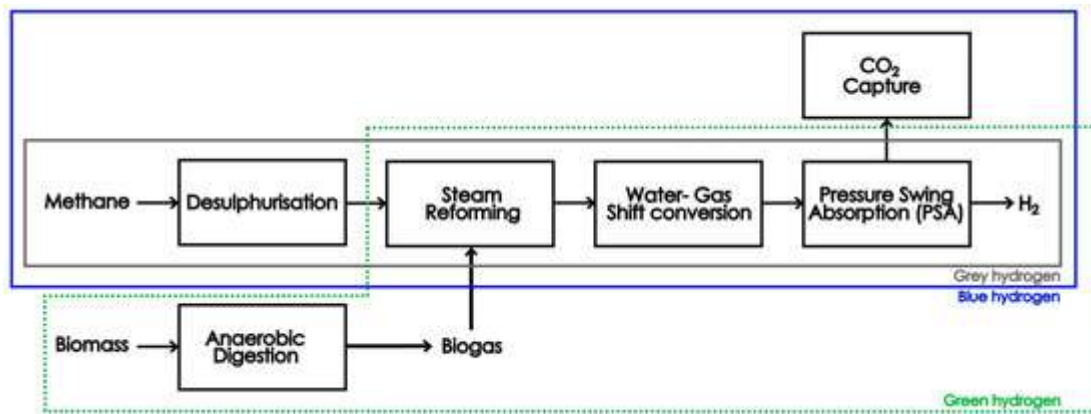 CO₂
Capture
Methane
Desulphurisation
Steam
Reforming
Water- Gas
Shift conversion
Pressure Swing
Absorption (PSA)
H₂
Grey hydrogen
Blue hydrogen
Biomass
Anaerobic
Digestion
Biogas
Green hydrogen